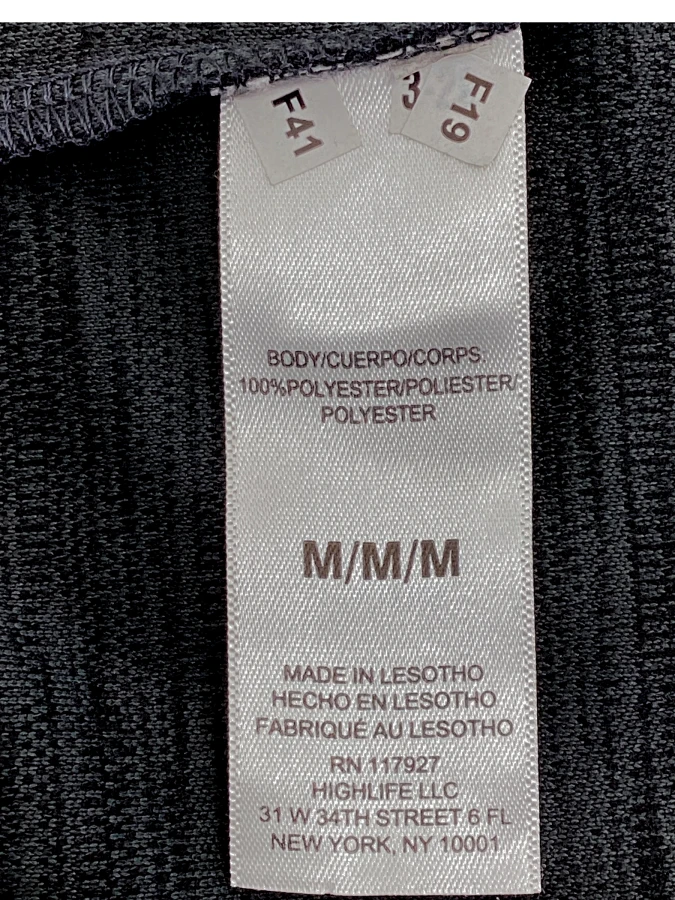 F41
3
F19
BODY/CUERPO/CORPS
100%POLYESTER/POLIESTER/
POLYESTER
M/M/M
MADE IN LESOTHO
HECHO EN LESOTHO
FABRIQUÉ AU LESOTHO
RN 117927
HIGHLIFE LLC
31 W 34TH STREET 6 FL
NEW YORK, NY 10001